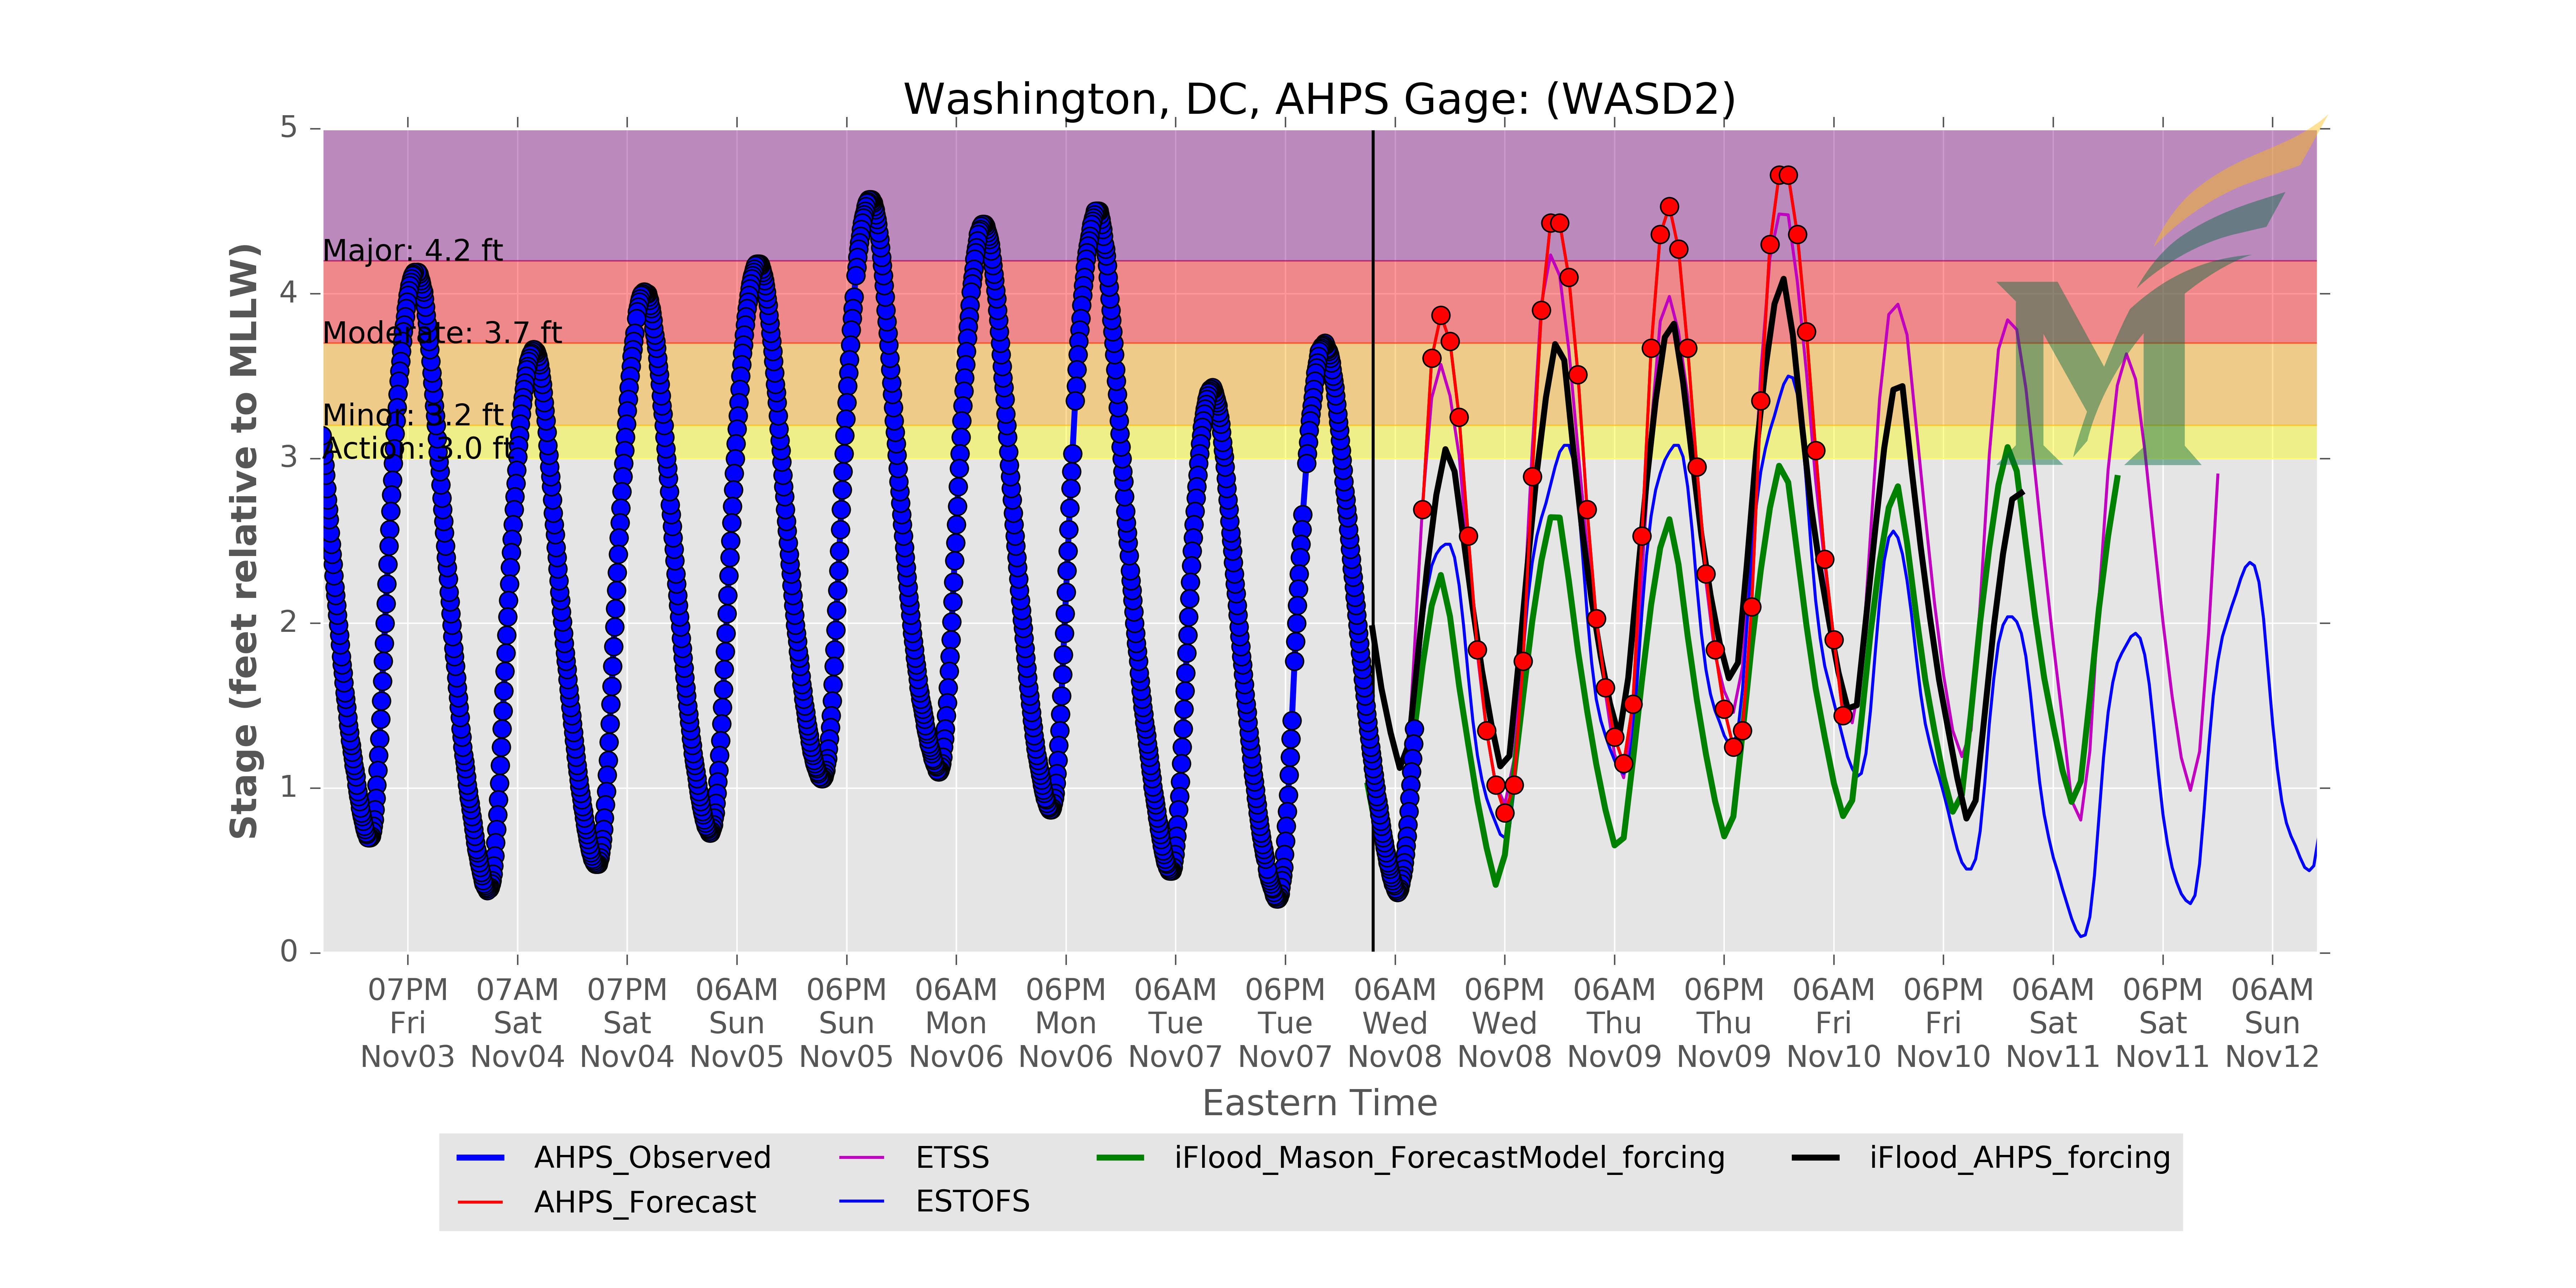 Washington, DC, AHPS Gage: (WASD2)
Stage (feet relative to MLLW)
5
4
3
2
1
0
Major: 4.2 ft
Moderate: 3.7 ft
Minor: 3.2 ft
Action: 3.0 ft
07PM 07AM 07PM 06AM 06PM 06AM 06PM 06AM 06PM 06AM 06PM 06AM 06PM 06AM 06PM 06AM 06PM 06AM
Fri Sat Sat Sun Sun Mon Mon Tue Tue Wed Wed Thu Thu Fri Fri Sat Sat Sun
Nov03 Nov04 Nov04 Nov05 Nov05 Nov06 Nov06 Nov07 Nov07 Nov08 Nov08 Nov09 Nov09 Nov10 Nov10 Nov11 Nov11 Nov12
Eastern Time
AHPS_Observed ETSS iFlood_Mason_ForecastModel_forcing iFlood_AHPS_forcing
AHPS_Forecast ESTOFS